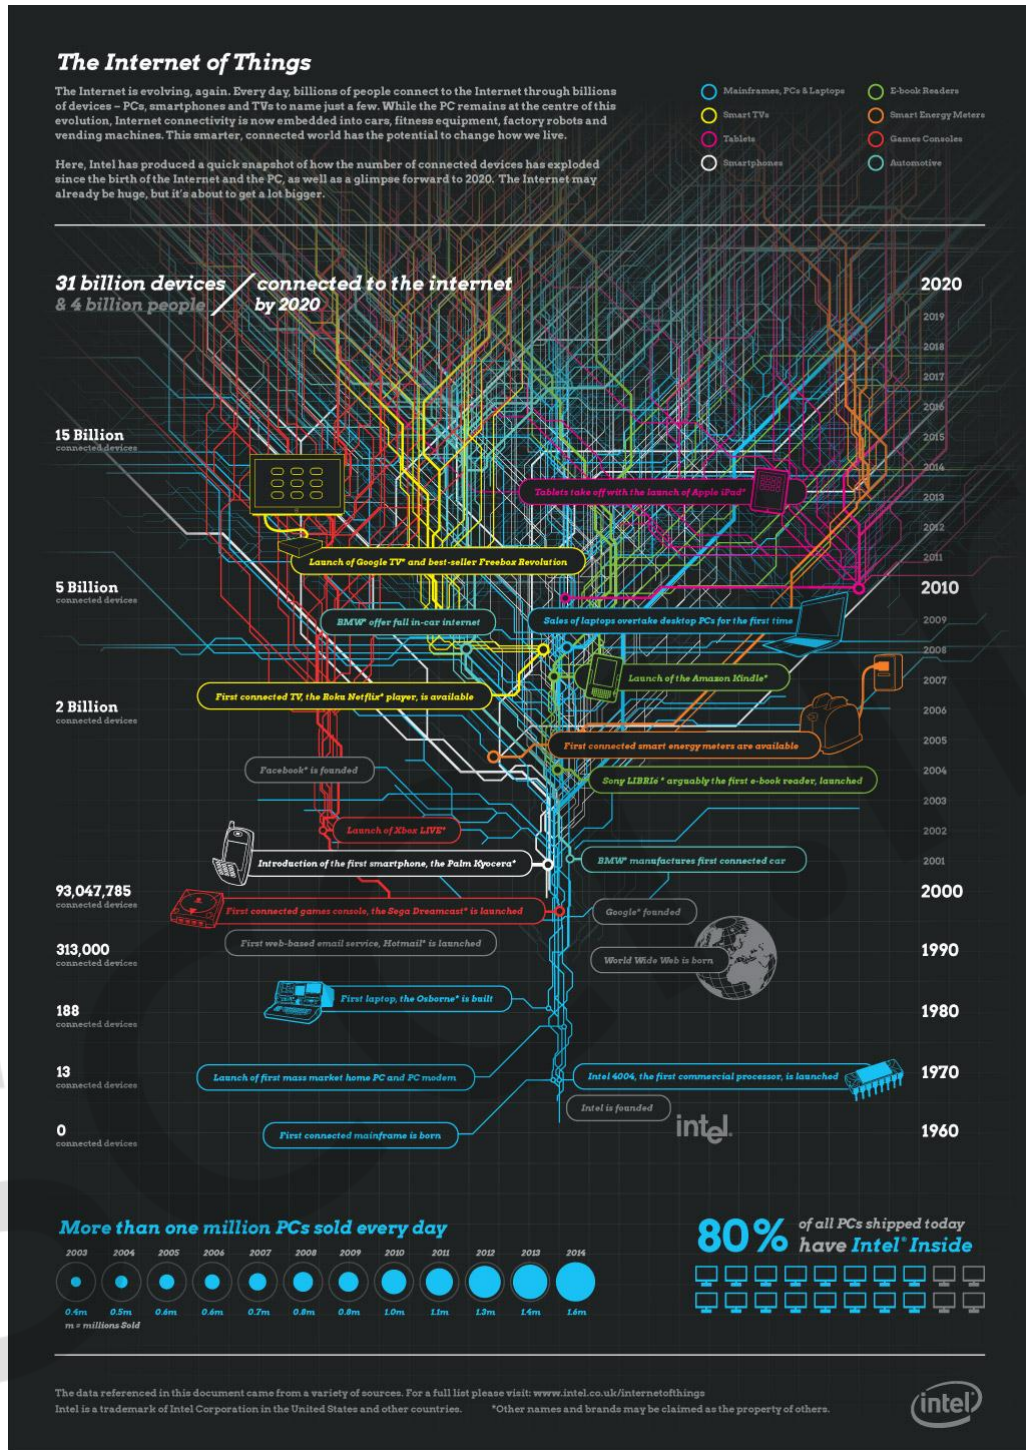 The Internet of Things
The Internet is evolving, again. Every day, billions of people connect to the Internet through billions
of devices – PCs, smartphones and TVs to name just a few. While the PC remains at the centre of this
evolution, Internet connectivity is now embedded into cars, fitness equipment, factory robots and
vending machines. This smarter, connected world has the potential to change how we live.
Here, Intel has produced a quick snapshot of how the number of connected devices has exploded
since the birth of the Internet and the PC, as well as a glimpse forward to 2020. The Internet may
already be huge, but it's about to get a lot bigger.
Mainframes, PCs & Laptops
Smart TVs
Tablets
Smartphones
E-book Readers
Smart Energy Meters
Games Consoles
Automotive
31 billion devices / connected to the internet
& 4 billion people / by 2020
2020
2019
2018
2017
2016
15 Billion
connected devices
2015
2014
Tablets take off with the launch of Apple iPad*
2013
2012
Launch of Google TV* and best-seller Freebox Revolution
2011
5 Billion
connected devices
2010
BMW* offer full in-car internet
Sales of laptops overtake desktop PCs for the first time
2009
2008
Launch of the Amazon Kindle*
2007
First connected TV, the Roku Netflix* player, is available
2 Billion
connected devices
2006
First connected smart energy meters are available
2005
Facebook* is founded
2004
Sony LIBRIé* arguably the first e-book reader, launched
2003
Launch of Xbox LIVE*
2002
Introduction of the first smartphone, the Palm Kyocera*
BMW* manufactures first connected car
2001
93,047,785
connected devices
2000
First connected games console, the Sega Dreamcast* is launched
Google* founded
First web-based email service, Hotmail* is launched
313,000
connected devices
1990
World Wide Web is born
First laptop, the Osborne* is built
188
connected devices
1980
13
connected devices
1970
Launch of first mass market home PC and PC modem
Intel 4004, the first commercial processor, is launched
Intel is founded
intel.
0
connected devices
1960
First connected mainframe is born
More than one million PCs sold every day
2003 2004 2005 2006 2007 2008 2009 2010 2011 2012 2013 2014
0.4m 0.5m 0.6m 0.6m 0.7m 0.8m 0.8m 1.0m 1.1m 1.3m 1.4m 1.6m
m = millions Sold
80% of all PCs shipped today
have Intel® Inside
The data referenced in this document came from a variety of sources. For a full list please visit: www.intel.co.uk/internetofthings
Intel is a trademark of Intel Corporation in the United States and other countries. *Other names and brands may be claimed as the property of others.
intel